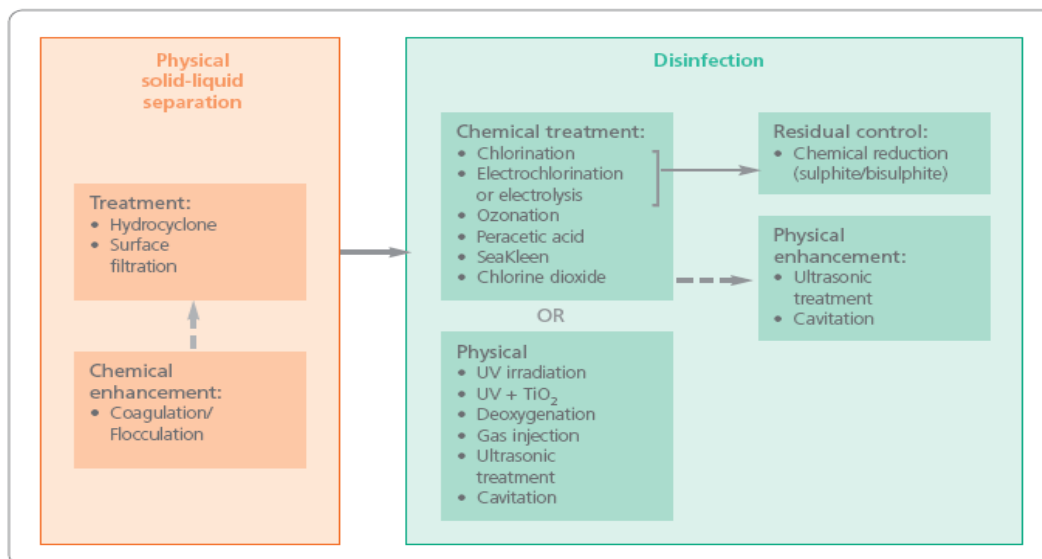 Physical
solid-liquid
separation
Treatment:
• Hydrocyclone
• Surface
filtration
Chemical
enhancement:
• Coagulation/
Flocculation
Disinfection
Chemical treatment:
• Chlorination
• Electrochlorination
or electrolysis
• Ozonation
• Peracetic acid
• SeaKleen
• Chlorine dioxide
OR
Physical
• UV irradiation
• UV + TiO₂
• Deoxygenation
• Gas injection
• Ultrasonic
treatment
• Cavitation
Residual control:
• Chemical reduction
(sulphite/bisulphite)
Physical
enhancement:
• Ultrasonic
treatment
• Cavitation